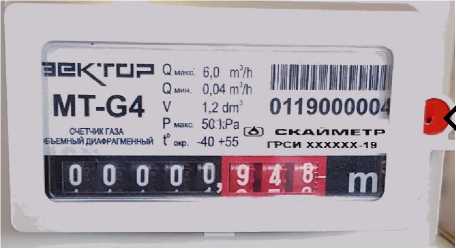 ВЕКТОР
МТ-G4
СЧЕТЧИК ГАЗА
ОБЪЕМНЫЙ ДИАФРАГМЕННЫЙ
Q макс. 6,0 m³/h
Q мин. 0,04 m³/h
V 1,2 dm³
P макс. 50 kPa
t° окр. -40 +55
0119000004
СКАЙМЕТР
ГРСИ XXXXXX-19
00000,948 m